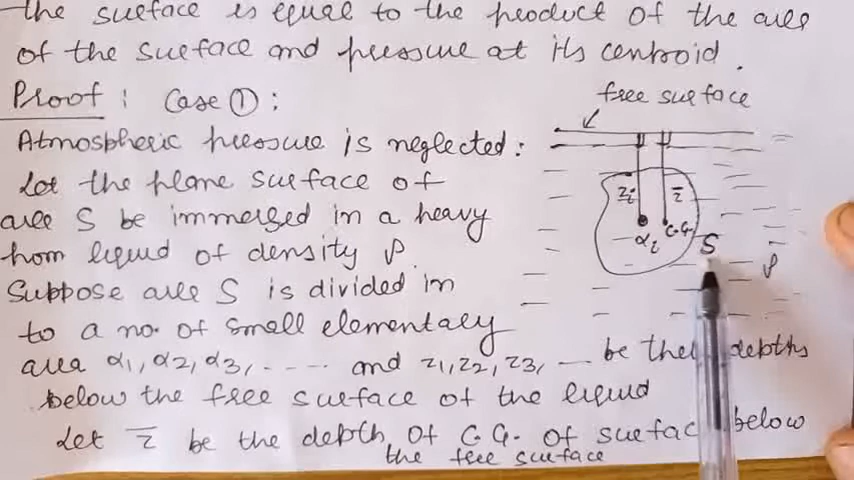 the surface is equal to the product of the area
of the surface and pressure at its centroid.
Proof : Case ① :
free surface
Atmospheric pressure is neglected:
Let the plane surface of
area S be immersed in a heavy
hom liquid of density ρ
Suppose area S is divided in
to a no. of small elementary
area α1, α2, α3, ----- and z1, z2, z3, -- be their depths
below the free surface of the liquid
Let z̄ be the depth of C.G. of surface below
the free surface
zᵢ z̄
αᵢ C.G. S
ρ